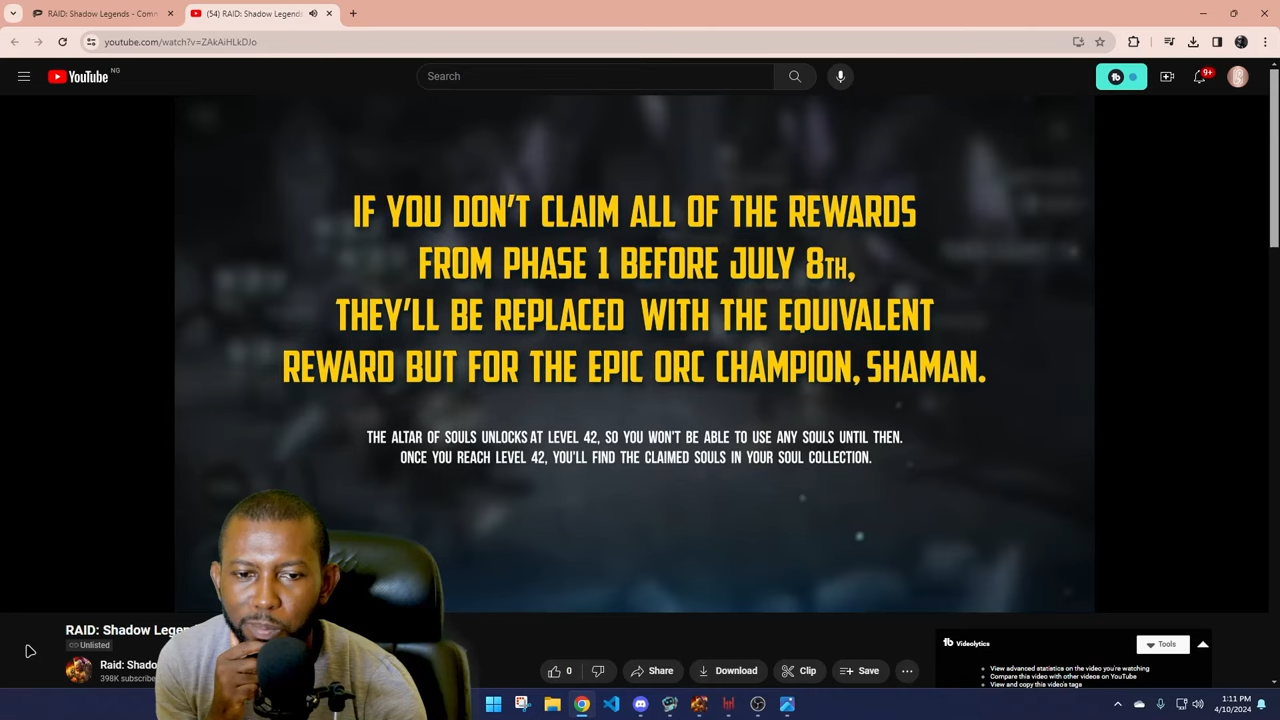 RAID: Shadow Legends - Comm
(54) RAID: Shadow Legends
youtube.com/watch?v=ZAkAiHLkDJo
YouTube NG
Search
9+
IF YOU DON'T CLAIM ALL OF THE REWARDS
FROM PHASE 1 BEFORE JULY 8TH,
THEY'LL BE REPLACED WITH THE EQUIVALENT
REWARD BUT FOR THE EPIC ORC CHAMPION, SHAMAN.
THE ALTAR OF SOULS UNLOCKS AT LEVEL 42, SO YOU WON'T BE ABLE TO USE ANY SOULS UNTIL THEN.
ONCE YOU REACH LEVEL 42, YOU'LL FIND THE CLAIMED SOULS IN YOUR SOUL COLLECTION.
RAID: Shadow Legen
Unlisted
Raid: Shado
398K subscribe
0
Share
Download
Clip
Save
tb Videolytics
Tools
View advanced statistics on the video you're watching
Compare this video with other videos on YouTube
View and copy this video's tags
1:11 PM
4/10/2024